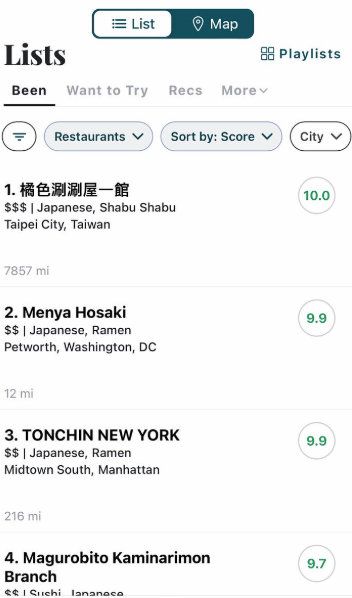 List
Map
Lists
Playlists
Been Want to Try Recs More
Restaurants Sort by: Score City
1. 橘色涮涮屋一館
10.0
$$$ | Japanese, Shabu Shabu
Taipei City, Taiwan
7857 mi
2. Menya Hosaki
9.9
$$ | Japanese, Ramen
Petworth, Washington, DC
12 mi
3. TONCHIN NEW YORK
9.9
$$ | Japanese, Ramen
Midtown South, Manhattan
216 mi
4. Magurobito Kaminarimon
Branch
9.7
$$ | Sushi, Japanese